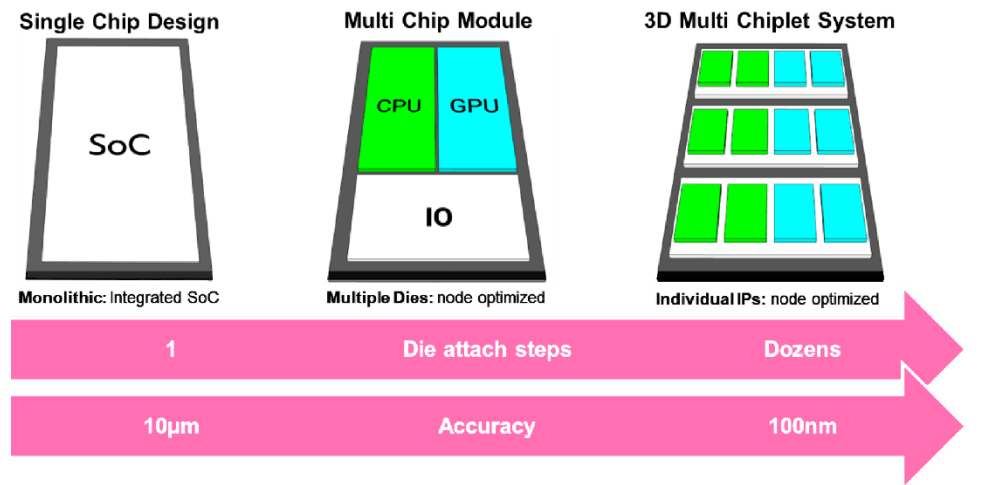 Single Chip Design
Multi Chip Module
3D Multi Chiplet System
SoC
CPU
GPU
IO
Monolithic: Integrated SoC
Multiple Dies: node optimized
Individual IPs: node optimized
1
Die attach steps
Dozens
10µm
Accuracy
100nm